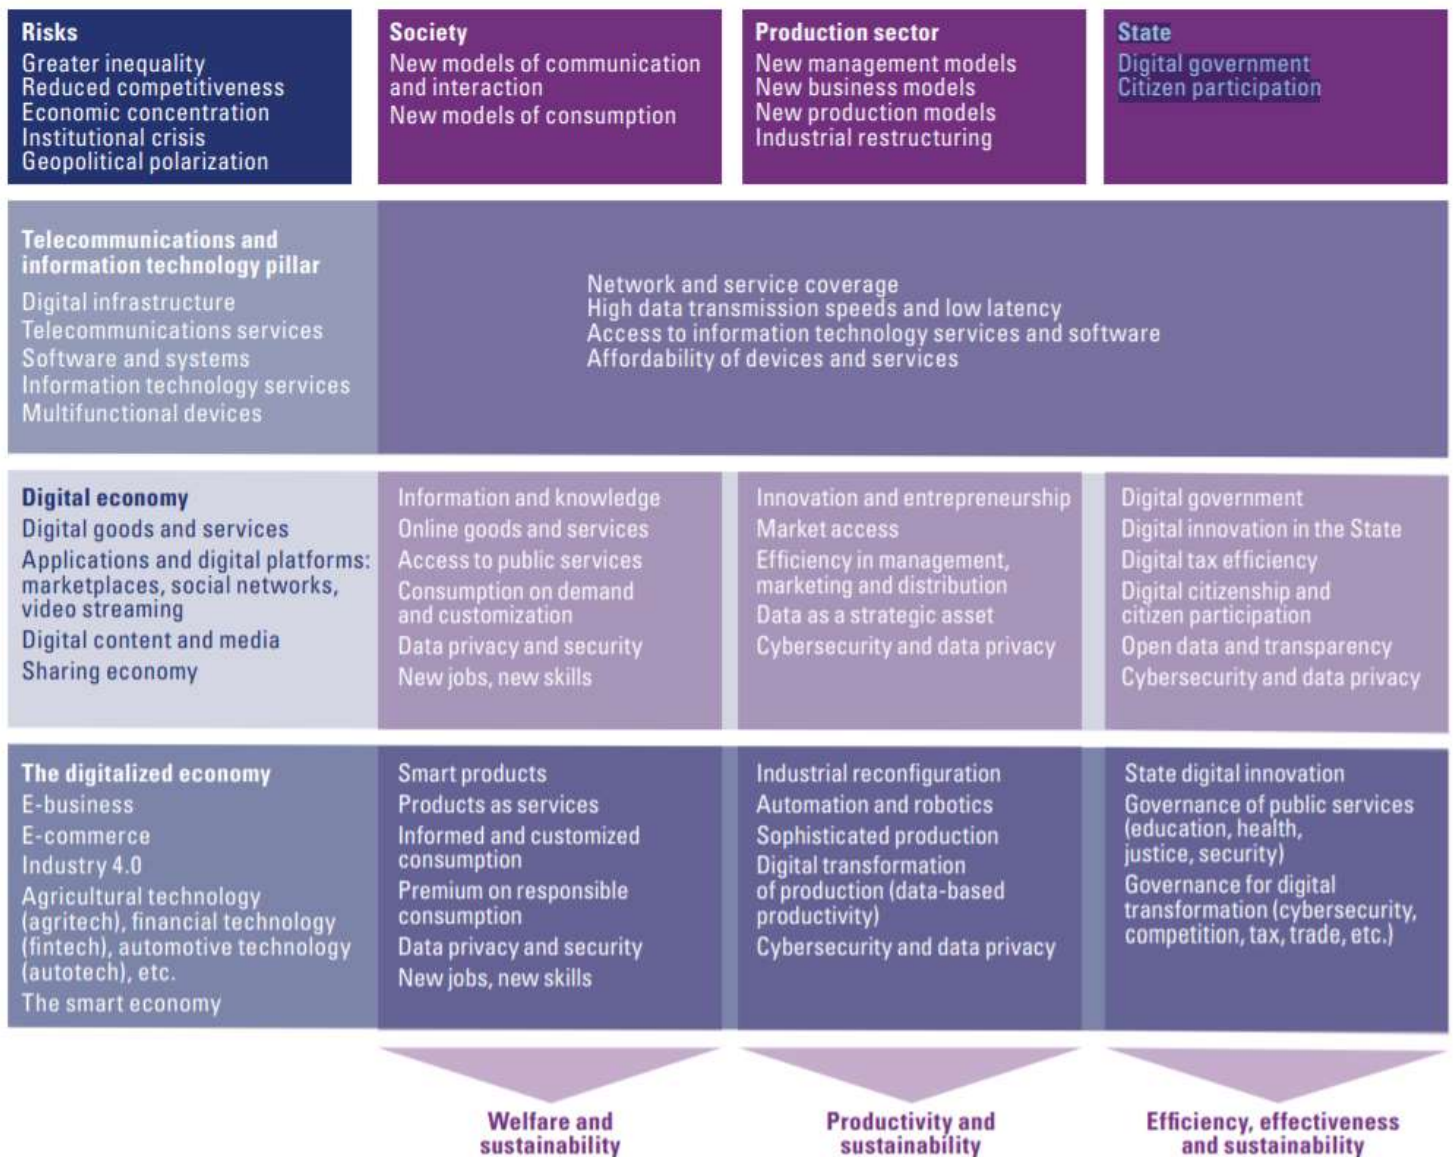 Risks
Greater inequality
Reduced competitiveness
Economic concentration
Institutional crisis
Geopolitical polarization
Society
New models of communication
and interaction
New models of consumption
Production sector
New management models
New business models
New production models
Industrial restructuring
State
Digital government
Citizen participation
Telecommunications and
information technology pillar
Digital infrastructure
Telecommunications services
Software and systems
Information technology services
Multifunctional devices
Network and service coverage
High data transmission speeds and low latency
Access to information technology services and software
Affordability of devices and services
Digital economy
Digital goods and services
Applications and digital platforms:
marketplaces, social networks,
video streaming
Digital content and media
Sharing economy
Information and knowledge
Online goods and services
Access to public services
Consumption on demand
and customization
Data privacy and security
New jobs, new skills
Innovation and entrepreneurship
Market access
Efficiency in management,
marketing and distribution
Data as a strategic asset
Cybersecurity and data privacy
Digital government
Digital innovation in the State
Digital tax efficiency
Digital citizenship and
citizen participation
Open data and transparency
Cybersecurity and data privacy
The digitalized economy
E-business
E-commerce
Industry 4.0
Agricultural technology
(agritech), financial technology
(fintech), automotive technology
(autotech), etc.
The smart economy
Smart products
Products as services
Informed and customized
consumption
Premium on responsible
consumption
Data privacy and security
New jobs, new skills
Industrial reconfiguration
Automation and robotics
Sophisticated production
Digital transformation
of production (data-based
productivity)
Cybersecurity and data privacy
State digital innovation
Governance of public services
(education, health,
justice, security)
Governance for digital
transformation (cybersecurity,
competition, tax, trade, etc.)
Welfare and
sustainability
Productivity and
sustainability
Efficiency, effectiveness
and sustainability